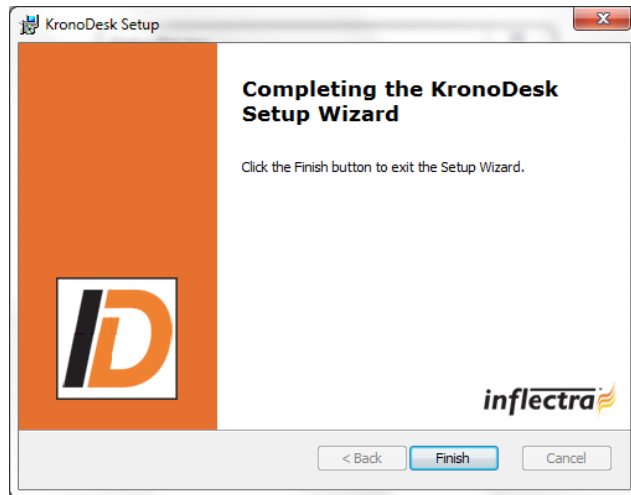 KronoDesk Setup
Completing the KronoDesk
Setup Wizard
Click the Finish button to exit the Setup Wizard.
inflectra
< Back
Finish
Cancel